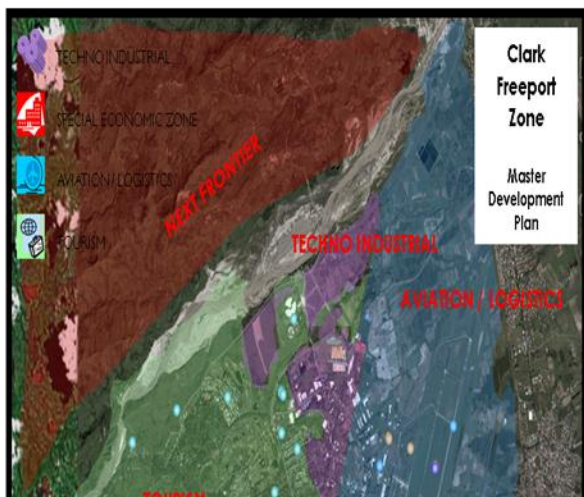 Clark
Freeport
Zone
Master
Development
Plan
TECHNO INDUSTRIAL
SPECIAL ECONOMIC ZONE
AVIATION / LOGISTICS
TOURISM
NEXT FRONTIER
TECHNO INDUSTRIAL
AVIATION / LOGISTICS
TOURISM